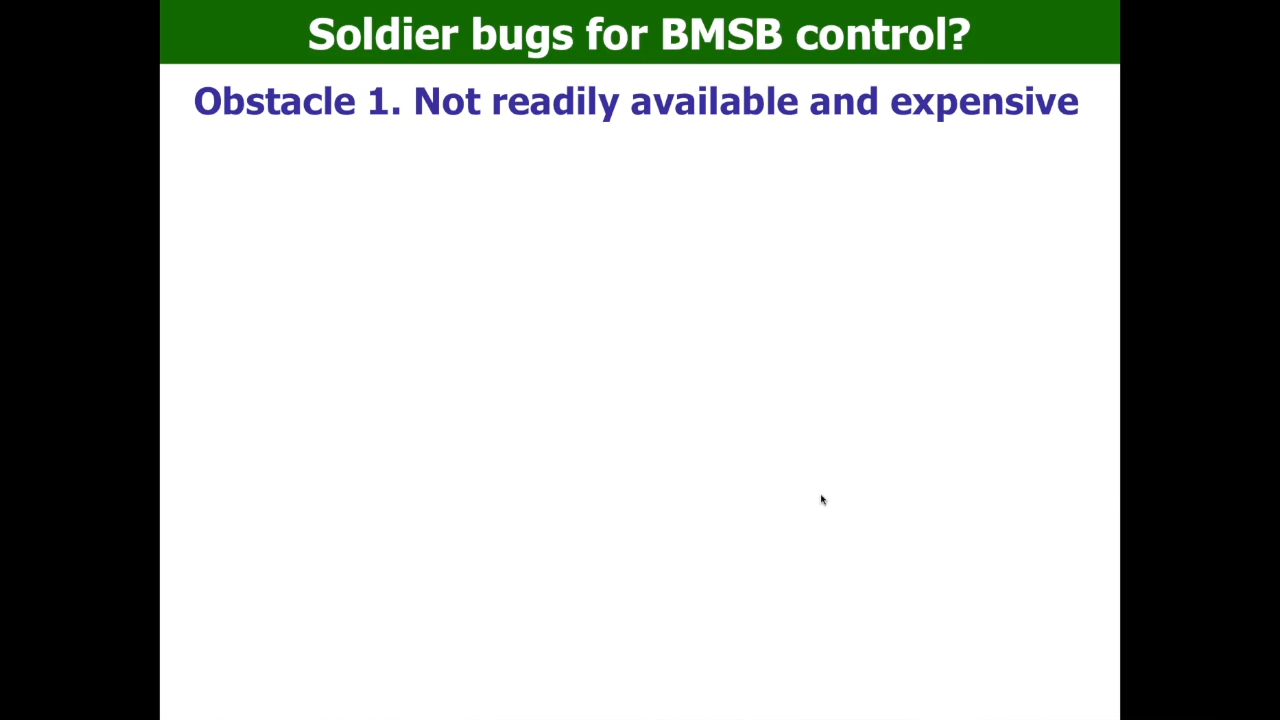 Soldier bugs for BMSB control?
Obstacle 1. Not readily available and expensive